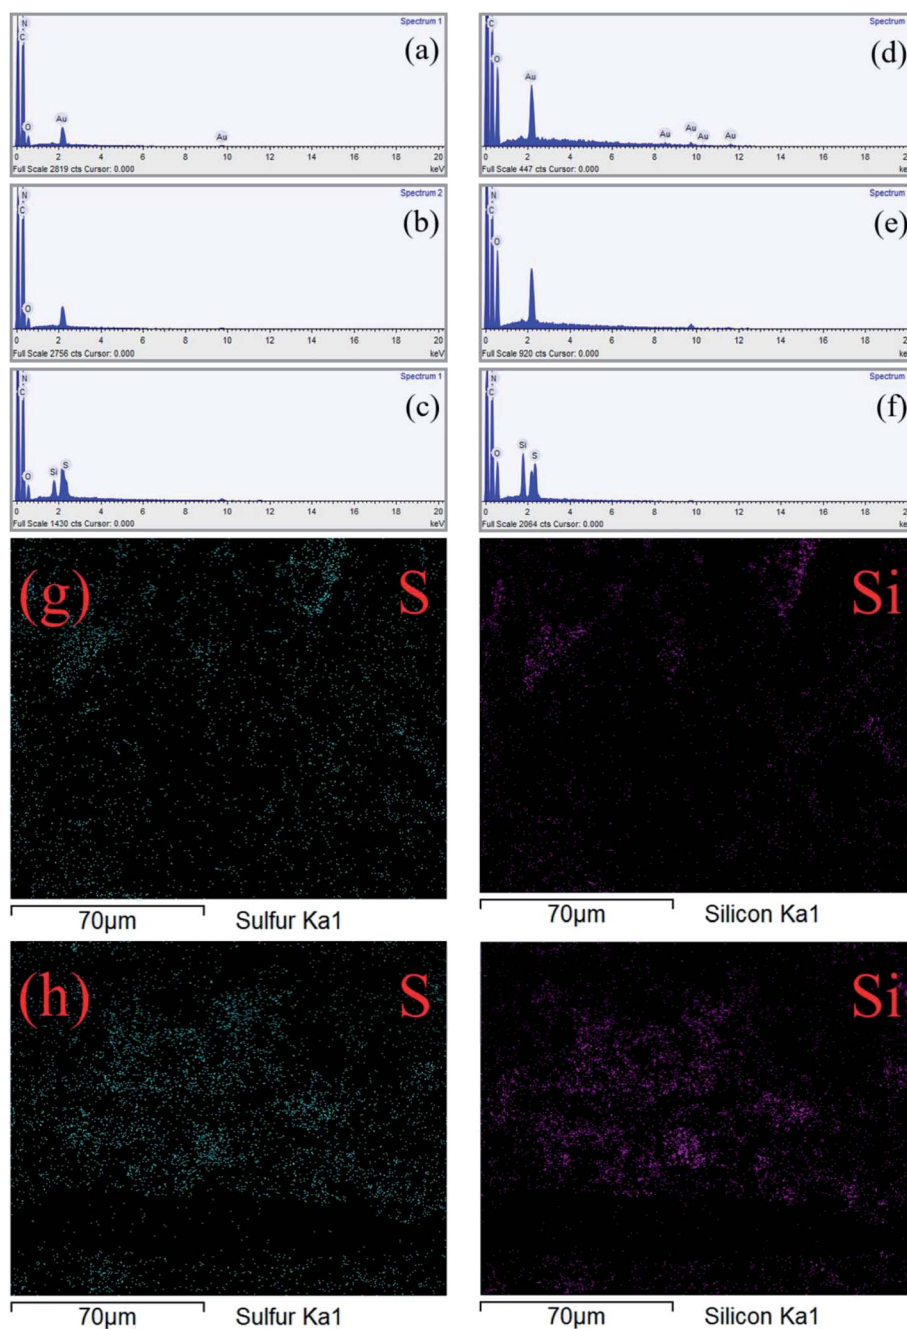 Spectrum 1
(a)
N
C
O
Au
Au
0 2 4 6 8 10 12 14 16 18 20
Full Scale 2819 cts Cursor: 0.000 keV
Spectrum
(d)
C
O
Au
Au
Au
Au
Au
0 2 4 6 8 10 12 14 16 18 20
Full Scale 447 cts Cursor: 0.000 keV
Spectrum 2
(b)
N
C
O
0 2 4 6 8 10 12 14 16 18 20
Full Scale 2756 cts Cursor: 0.000 keV
Spectrum
(e)
N
C
O
0 2 4 6 8 10 12 14 16 18 20
Full Scale 920 cts Cursor: 0.000 keV
Spectrum 1
(c)
N
C
O
Si
S
0 2 4 6 8 10 12 14 16 18 20
Full Scale 1430 cts Cursor: 0.000 keV
Spectrum
(f)
N
C
O
Si
S
0 2 4 6 8 10 12 14 16 18 20
Full Scale 2064 cts Cursor: 0.000 keV
(g) S
70µm Sulfur Ka1
Si
70µm Silicon Ka1
(h) S
70µm Sulfur Ka1
Si
70µm Silicon Ka1